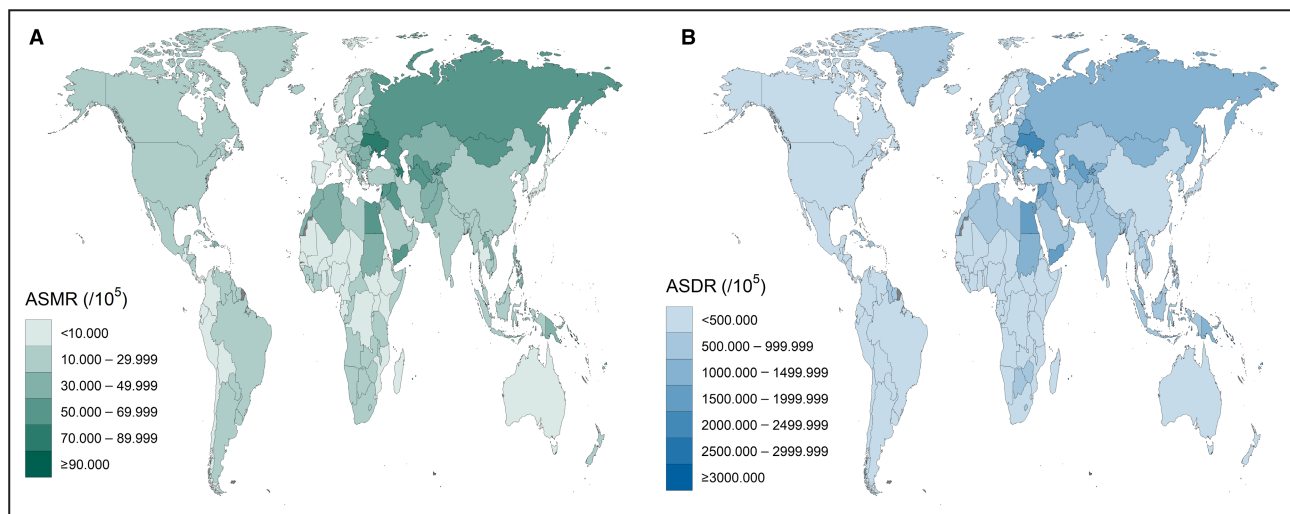 A
ASMR (/10⁵)
<10.000
10.000 – 29.999
30.000 – 49.999
50.000 – 69.999
70.000 – 89.999
≥90.000
B
ASDR (/10⁵)
<500.000
500.000 – 999.999
1000.000 – 1499.999
1500.000 – 1999.999
2000.000 – 2499.999
2500.000 – 2999.999
≥3000.000